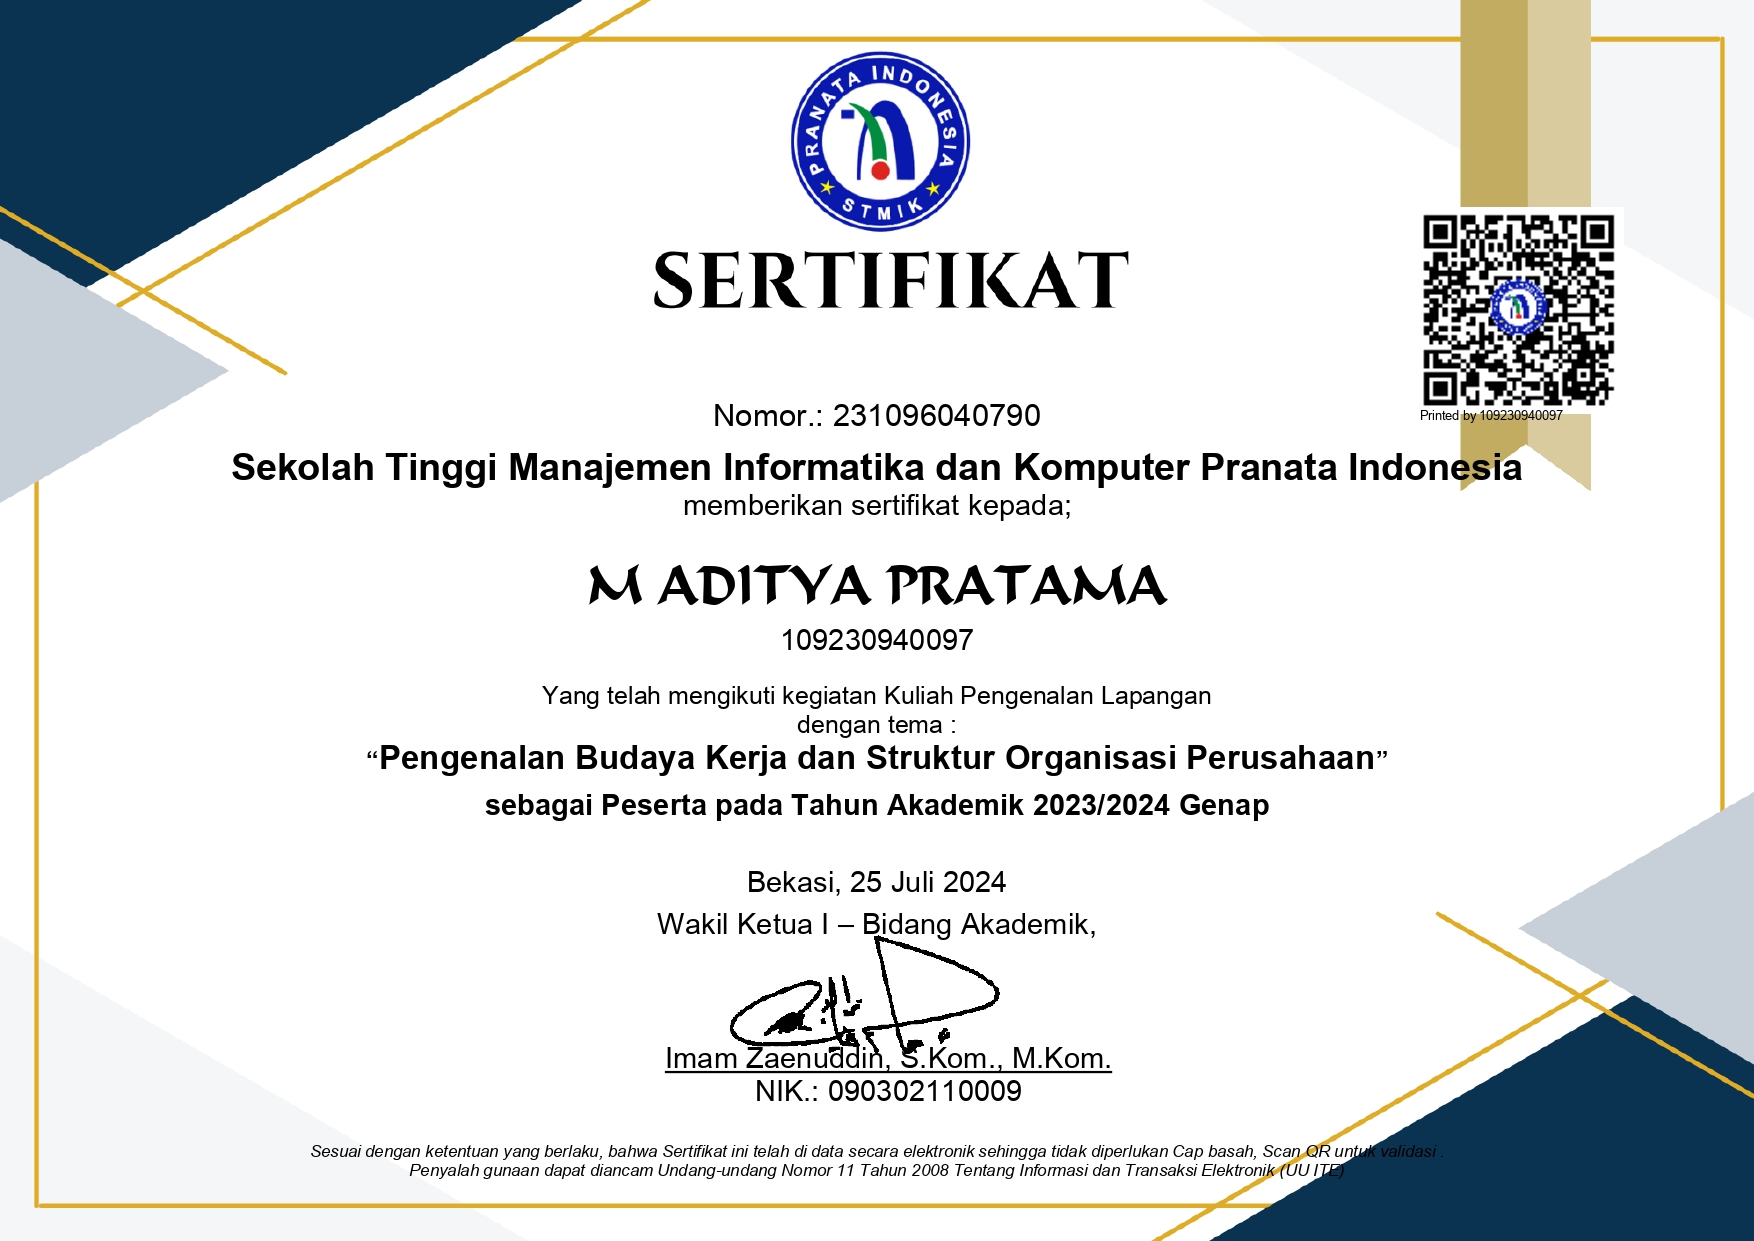 PRANATA INDONESIA
STMIK
SERTIFIKAT
Printed by 109230940097
Nomor.: 231096040790
Sekolah Tinggi Manajemen Informatika dan Komputer Pranata Indonesia
memberikan sertifikat kepada;
M ADITYA PRATAMA
109230940097
Yang telah mengikuti kegiatan Kuliah Pengenalan Lapangan
dengan tema :
“Pengenalan Budaya Kerja dan Struktur Organisasi Perusahaan”
sebagai Peserta pada Tahun Akademik 2023/2024 Genap
Bekasi, 25 Juli 2024
Wakil Ketua I – Bidang Akademik,
Imam Zaenuddin, S.Kom., M.Kom.
NIK.: 090302110009
Sesuai dengan ketentuan yang berlaku, bahwa Sertifikat ini telah di data secara elektronik sehingga tidak diperlukan Cap basah, Scan QR untuk validasi .
Penyalah gunaan dapat diancam Undang-undang Nomor 11 Tahun 2008 Tentang Informasi dan Transaksi Elektronik (UU ITE)